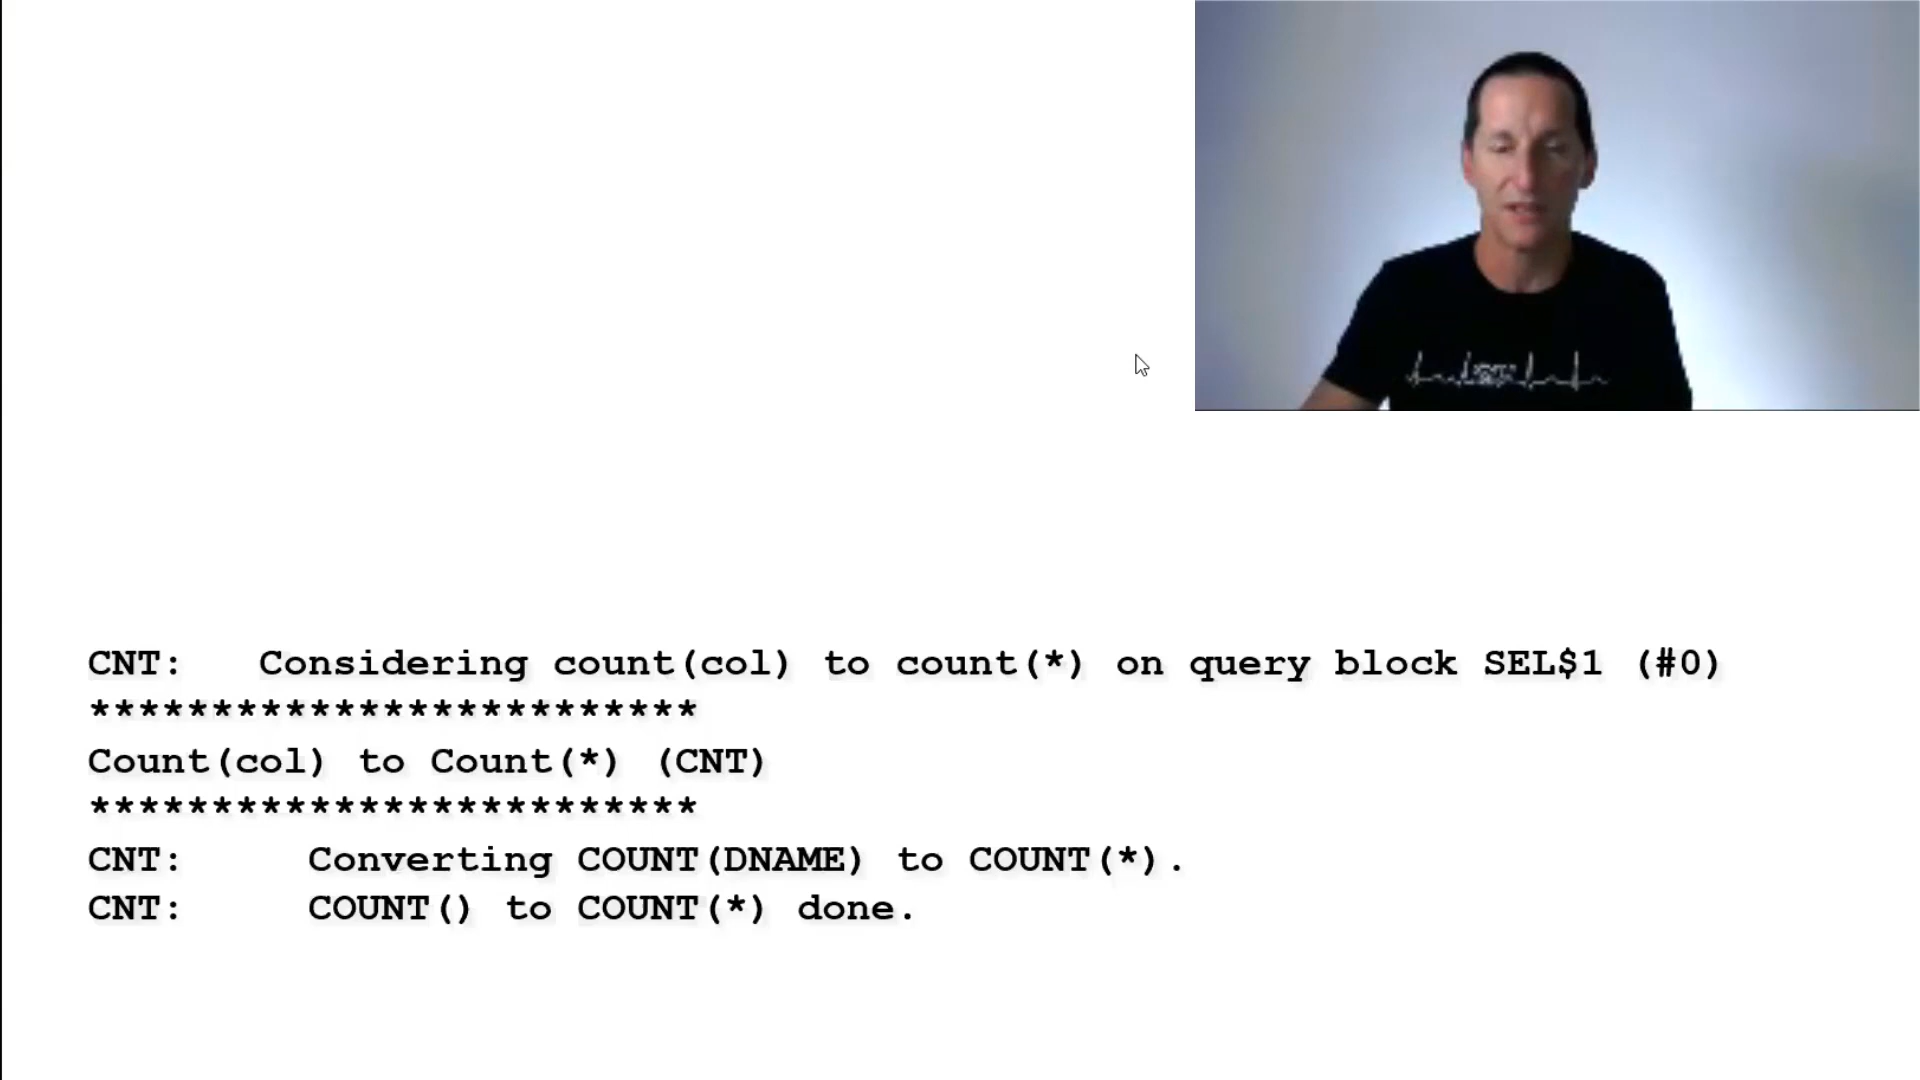 CNT:   Considering count(col) to count(*) on query block SEL$1 (#0)
*************************
Count(col) to Count(*) (CNT)
*************************
CNT:     Converting COUNT(DNAME) to COUNT(*).
CNT:     COUNT() to COUNT(*) done.